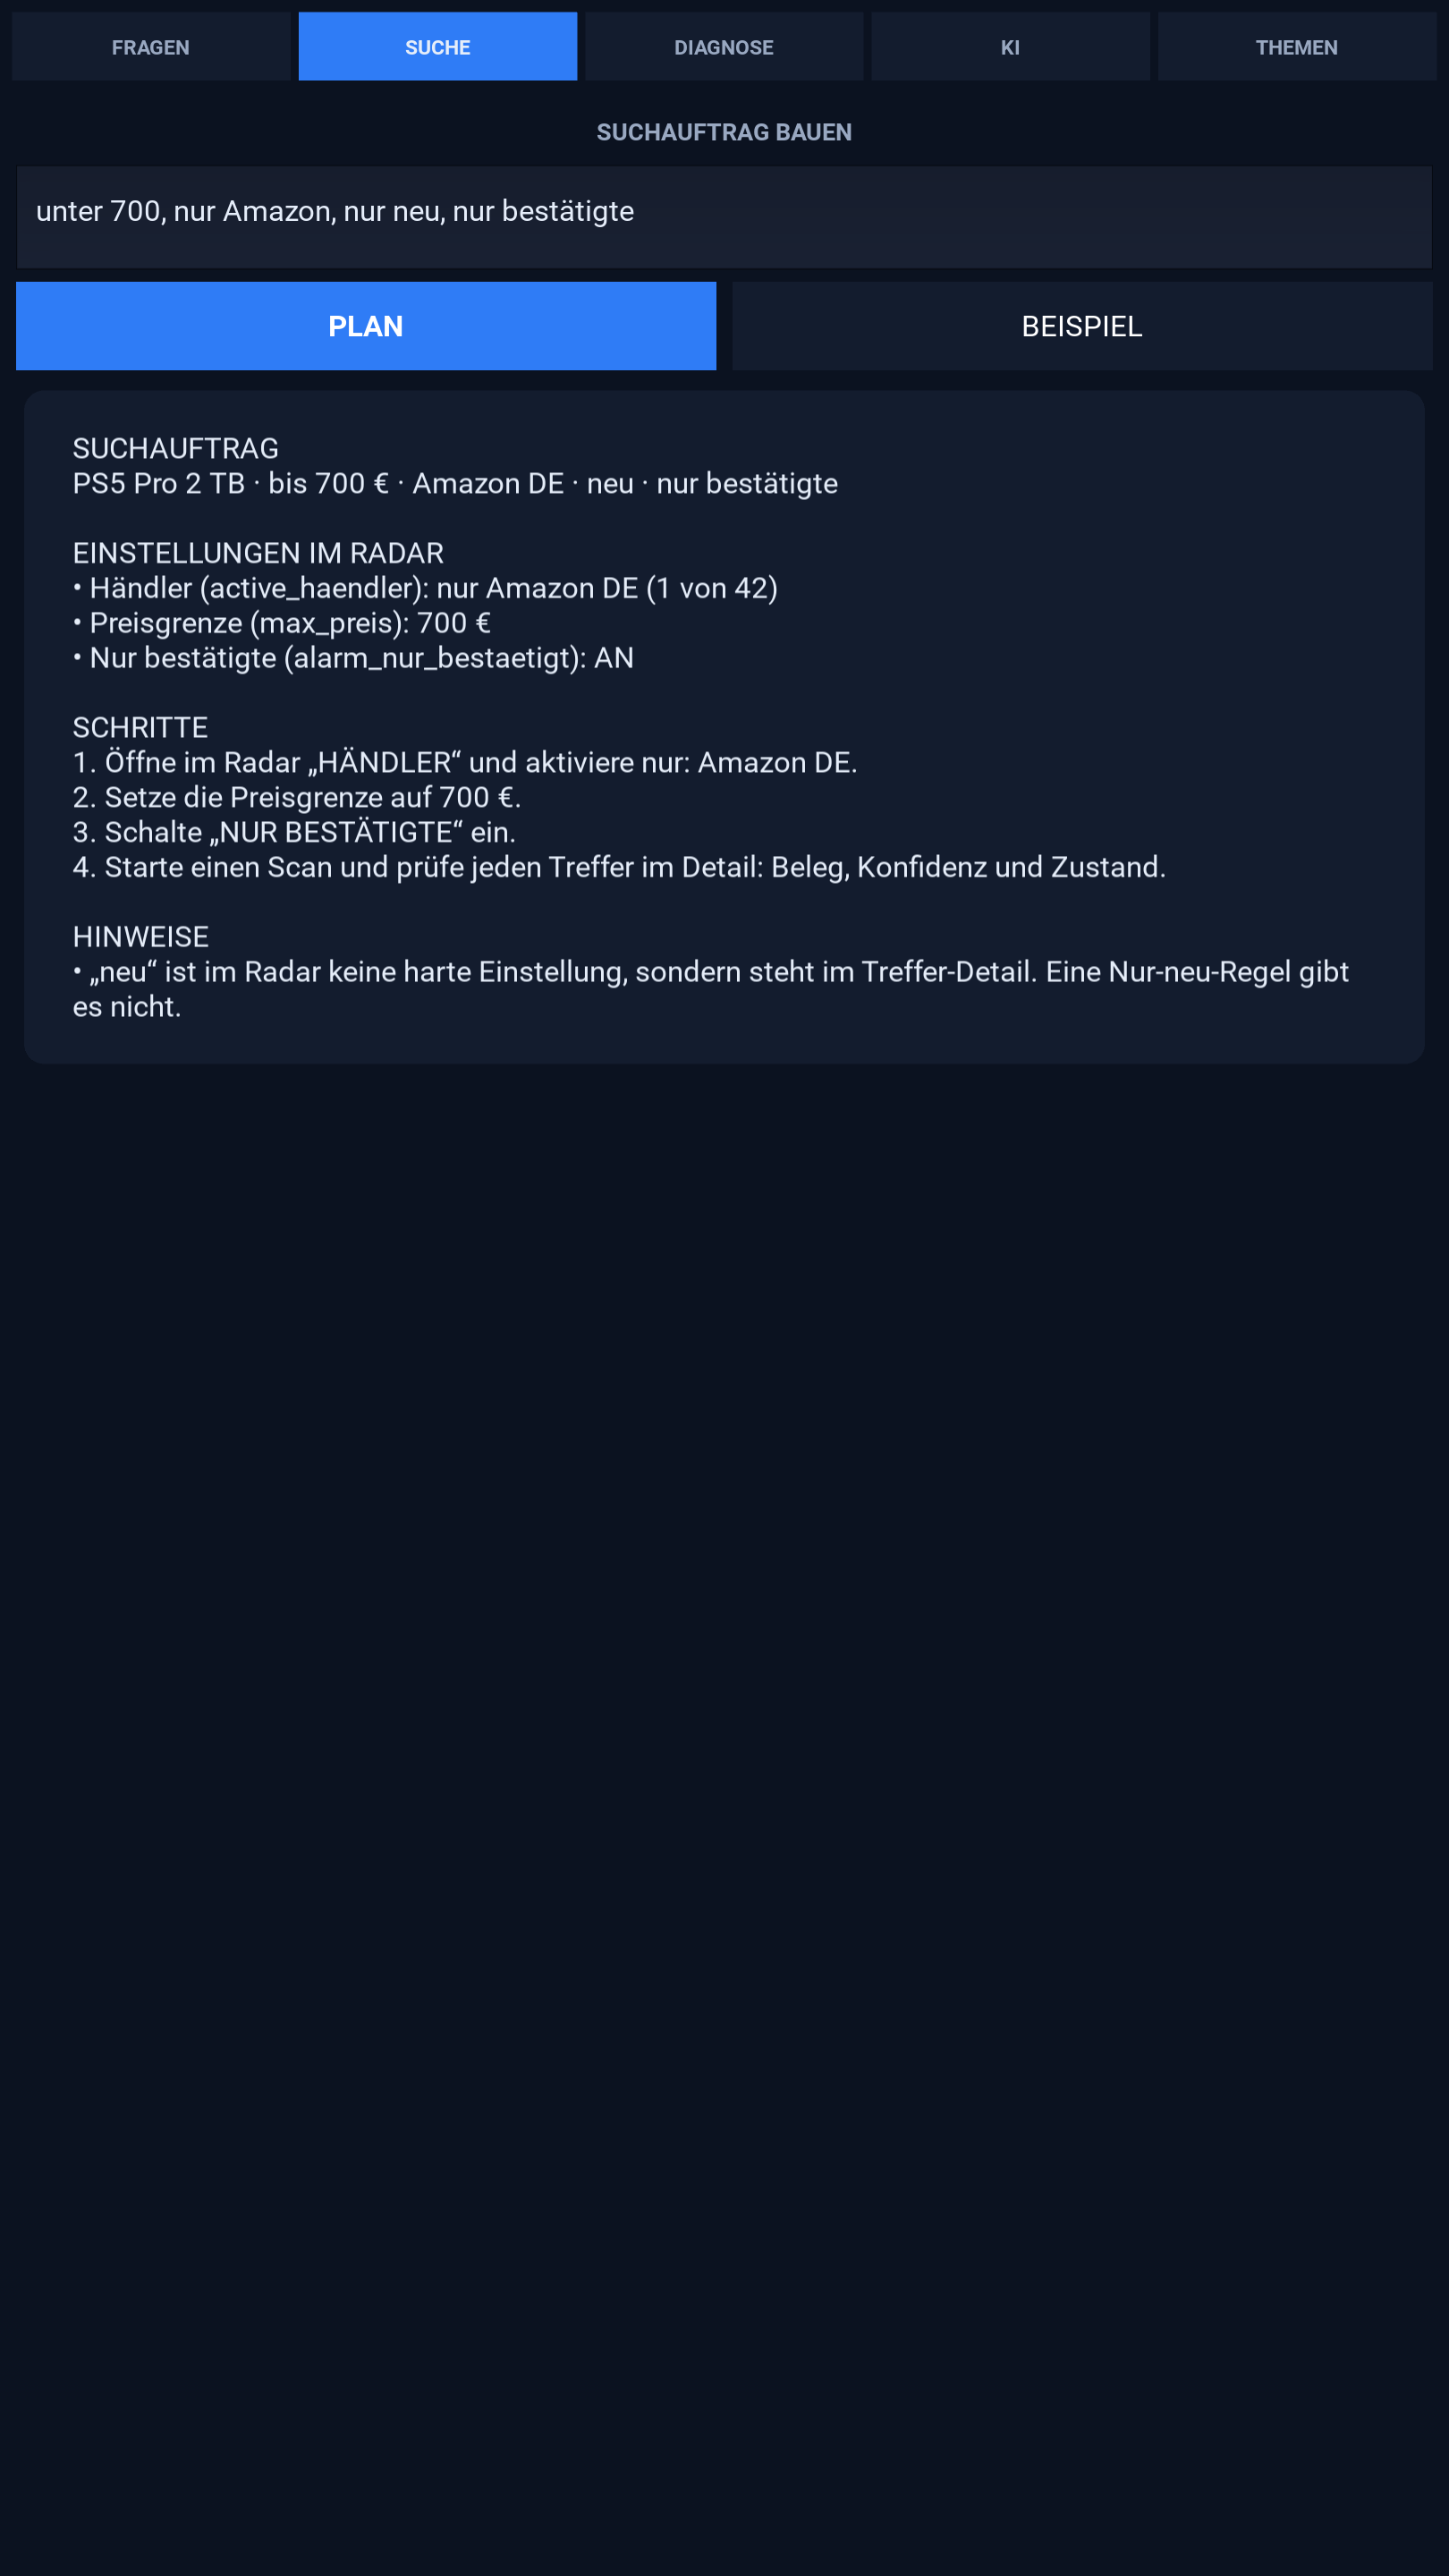 FRAGEN
SUCHE
DIAGNOSE
KI
THEMEN
SUCHAUFTRAG BAUEN
unter 700, nur Amazon, nur neu, nur bestätigte
PLAN
BEISPIEL
SUCHAUFTRAG
PS5 Pro 2 TB · bis 700 € · Amazon DE · neu · nur bestätigte
EINSTELLUNGEN IM RADAR
• Händler (active_haendler): nur Amazon DE (1 von 42)
• Preisgrenze (max_preis): 700 €
• Nur bestätigte (alarm_nur_bestaetigt): AN
SCHRITTE
1. Öffne im Radar „HÄNDLER“ und aktiviere nur: Amazon DE.
2. Setze die Preisgrenze auf 700 €.
3. Schalte „NUR BESTÄTIGTE“ ein.
4. Starte einen Scan und prüfe jeden Treffer im Detail: Beleg, Konfidenz und Zustand.
HINWEISE
• „neu“ ist im Radar keine harte Einstellung, sondern steht im Treffer-Detail. Eine Nur-neu-Regel gibt
es nicht.